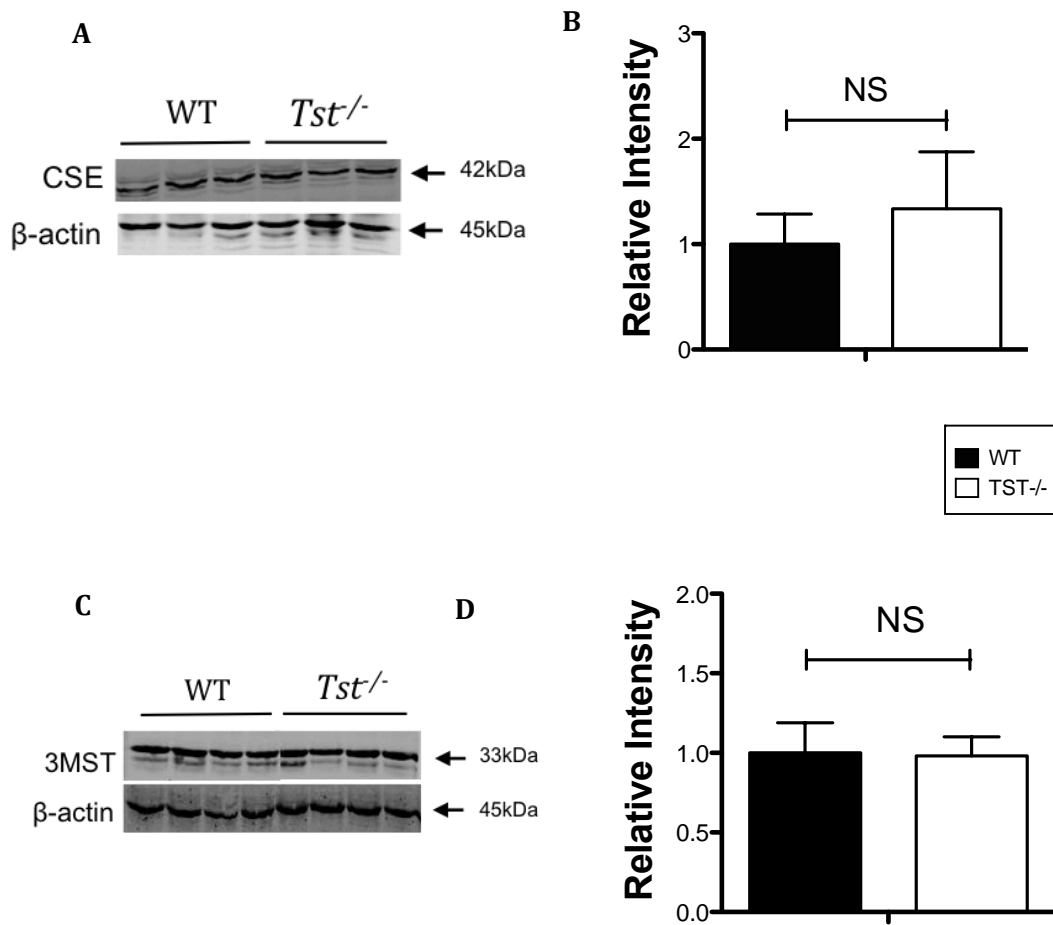 A
WT Tst-/-
CSE 42kDa
β-actin 45kDa
B
Relative Intensity
3
2
1
0
NS
WT
TST-/-
C
WT Tst-/-
3MST 33kDa
β-actin 45kDa
D
Relative Intensity
2.0
1.5
1.0
0.5
0.0
NS